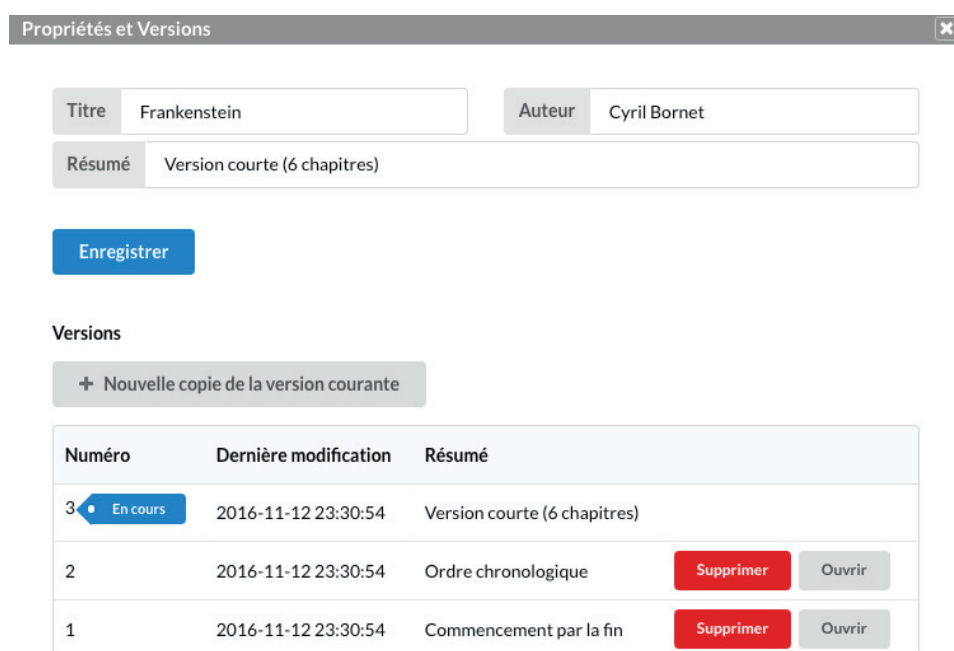 Propriétés et Versions
Titre Frankenstein Auteur Cyril Bornet
Résumé Version courte (6 chapitres)
Enregistrer
Versions
+ Nouvelle copie de la version courante
Numéro Dernière modification Résumé
3 En cours 2016-11-12 23:30:54 Version courte (6 chapitres)
2 2016-11-12 23:30:54 Ordre chronologique Supprimer Ouvrir
1 2016-11-12 23:30:54 Commencement par la fin Supprimer Ouvrir